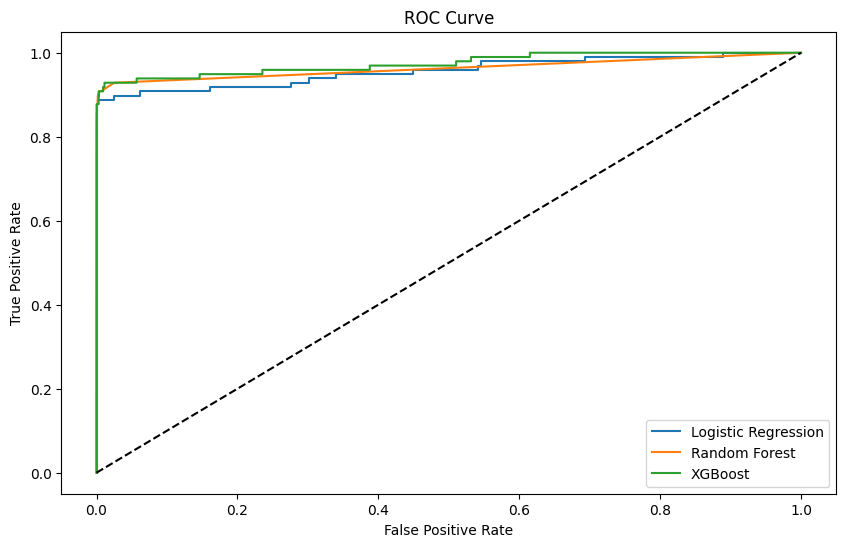 ROC Curve
1.0
0.8
0.6
0.4
0.2
0.0
True Positive Rate
0.0 0.2 0.4 0.6 0.8 1.0
False Positive Rate
Logistic Regression
Random Forest
XGBoost